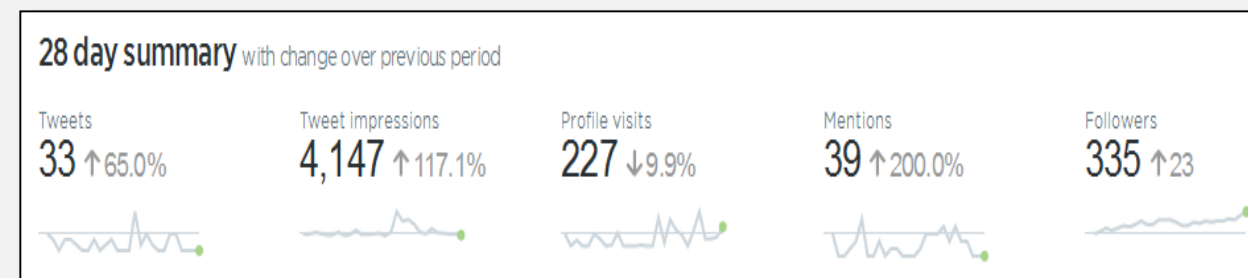 28 day summary with change over previous period
Tweets Tweet impressions Profile visits Mentions Followers
33 ↑65.0% 4,147 ↑117.1% 227 ↓9.9% 39 ↑200.0% 335 ↑23